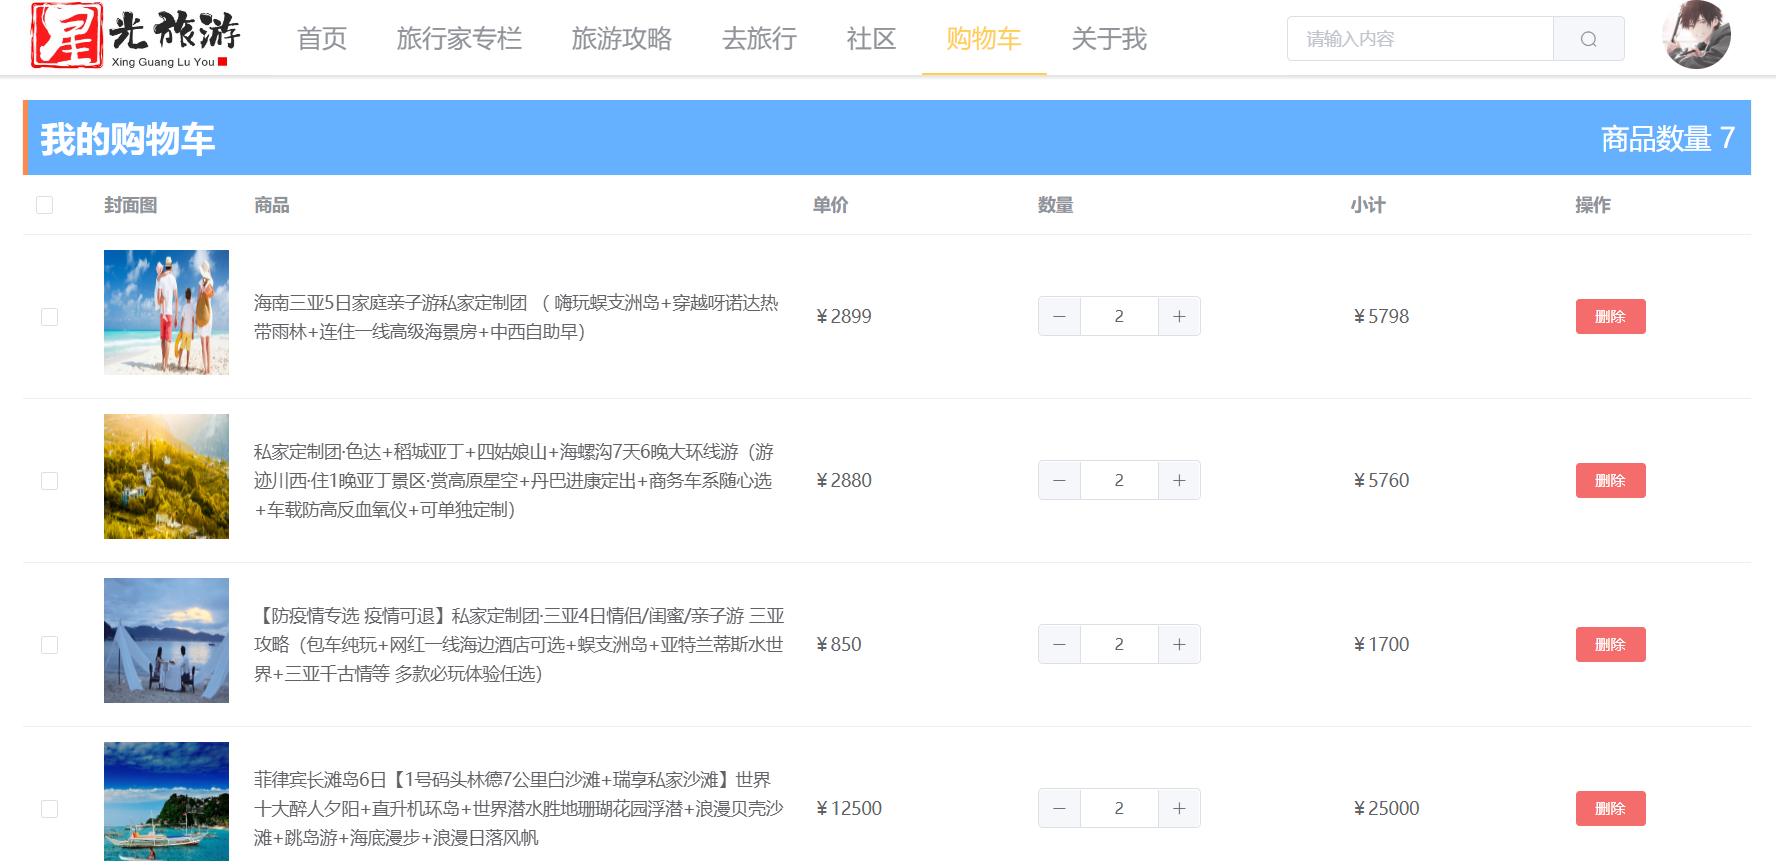 星光旅游
Xing Guang Lu You
首页 旅行家专栏 旅游攻略 去旅行 社区 购物车 关于我
请输入内容
我的购物车
商品数量 7
封面图 商品 单价 数量 小计 操作
海南三亚5日家庭亲子游私家定制团 （ 嗨玩蜈支洲岛+穿越呀诺达热
带雨林+连住一线高级海景房+中西自助早）
¥2899 2 ¥5798 删除
私家定制团·色达+稻城亚丁+四姑娘山+海螺沟7天6晚大环线游（游
迹川西·住1晚亚丁景区·赏高原星空+丹巴进康定出+商务车系随心选
+车载防高反血氧仪+可单独定制）
¥2880 2 ¥5760 删除
【防疫情专选 疫情可退】私家定制团·三亚4日情侣/闺蜜/亲子游 三亚
攻略（包车纯玩+网红一线海边酒店可选+蜈支洲岛+亚特兰蒂斯水世
界+三亚千古情等 多款必玩体验任选）
¥850 2 ¥1700 删除
菲律宾长滩岛6日【1号码头林德7公里白沙滩+瑞享私家沙滩】世界
十大醉人夕阳+直升机环岛+世界潜水胜地珊瑚花园浮潜+浪漫贝壳沙
滩+跳岛游+海底漫步+浪漫日落风帆
¥12500 2 ¥25000 删除